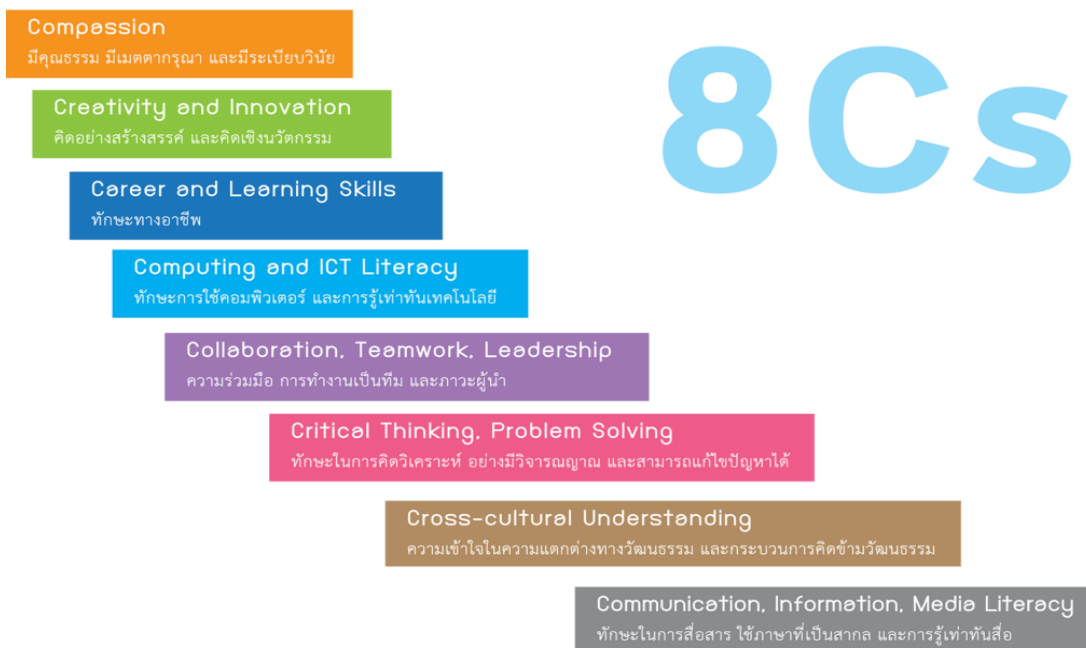 Compassion
มีคุณธรรม มีเมตตากรุณา และมีระเบียบวินัย
8Cs
Creativity and Innovation
คิดอย่างสร้างสรรค์ และคิดเชิงนวัตกรรม
Career and Learning Skills
ทักษะทางอาชีพ
Computing and ICT Literacy
ทักษะการใช้คอมพิวเตอร์ และการรู้เท่าทันเทคโนโลยี
Collaboration, Teamwork, Leadership
ความร่วมมือ การทำงานเป็นทีม และภาวะผู้นำ
Critical Thinking, Problem Solving
ทักษะในการคิดวิเคราะห์ อย่างมีวิจารณญาณ และสามารถแก้ไขปัญหาได้
Cross-cultural Understanding
ความเข้าใจในความแตกต่างทางวัฒนธรรม และกระบวนการคิดข้ามวัฒนธรรม
Communication, Information, Media Literacy
ทักษะในการสื่อสาร ใช้ภาษาที่เป็นสากล และการรู้เท่าทันสื่อ